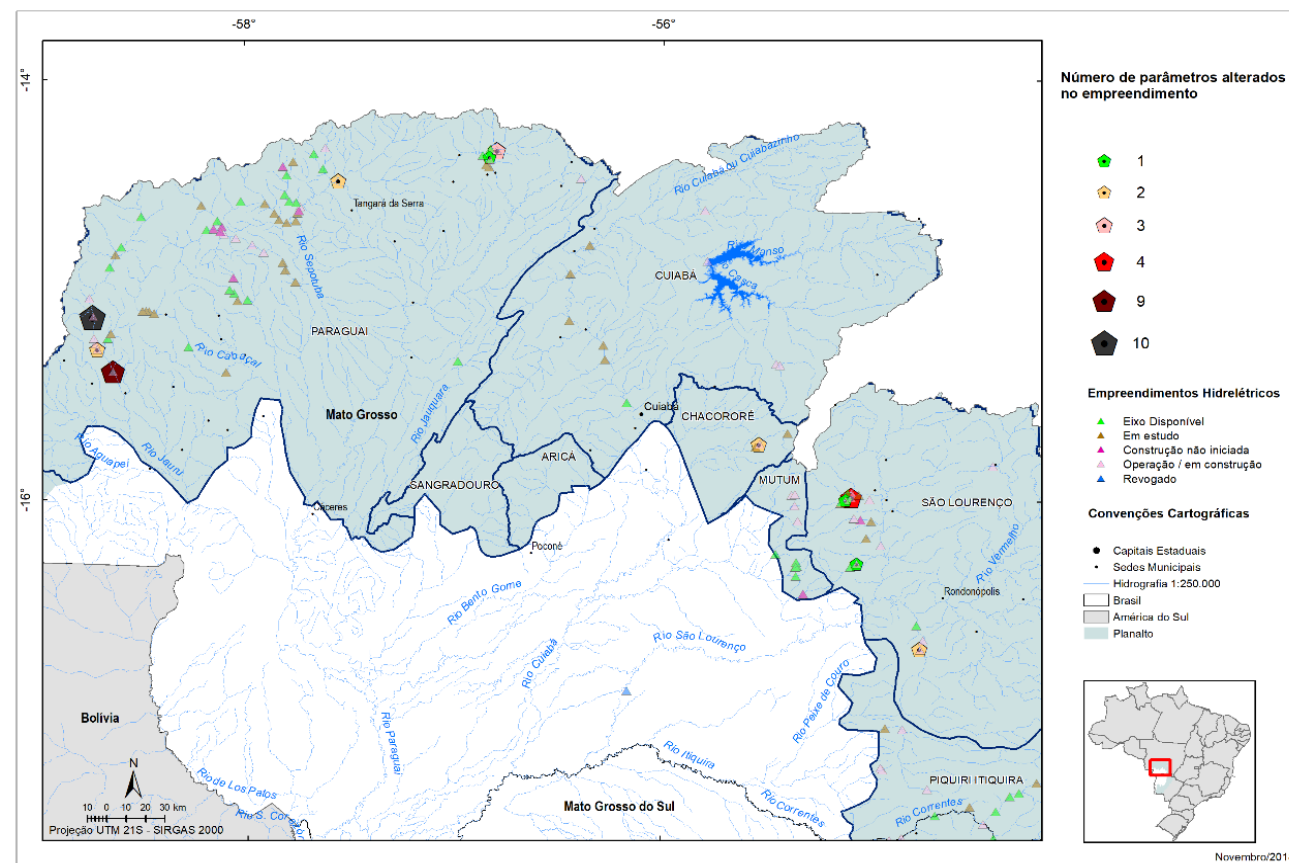 -58°
-56°
-14°
-16°
Rio Cuiabá ou Cuiabazinho
Tangará da Serra
Rio Sepotuba
Rio Manso
CUIABÁ
Casca
PARAGUAI
Rio Cabaçal
Mato Grosso
Rio Jauquara
Cuiabá
CHACORORÉ
Rio Aguapei
Rio Jauru
ARICÁ
SANGRADOURO
MUTUM
SÃO LOURENÇO
Cáceres
Poconé
Rio Vermelho
Rio Bento Gome
Rondonópolis
Rio São Lourenço
Rio Cuiabá
Rio Peixe de Couro
Bolívia
Rio Paraguai
Rio Itiquira
PIQUIRI ITIQUIRA
N
Rio de Los Patos
Mato Grosso do Sul
Rio Correntes
Rio Correntes
10 0 10 20 30 km
Rio S. Cor
Projeção UTM 21S - SIRGAS 2000
Número de parâmetros alterados
no empreendimento
1
2
3
4
9
10
Empreendimentos Hidrelétricos
Eixo Disponível
Em estudo
Construção não iniciada
Operação / em construção
Revogado
Convenções Cartográficas
Capitais Estaduais
Sedes Municipais
Hidrografia 1:250.000
Brasil
América do Sul
Planalto